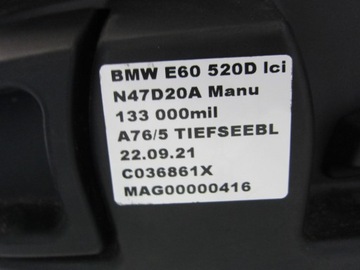 BMW E60 520D lci
N47D20A Manu
133 000mil
A76/5 TIEFSEEBL
22.09.21
C036861X
MAG00000416